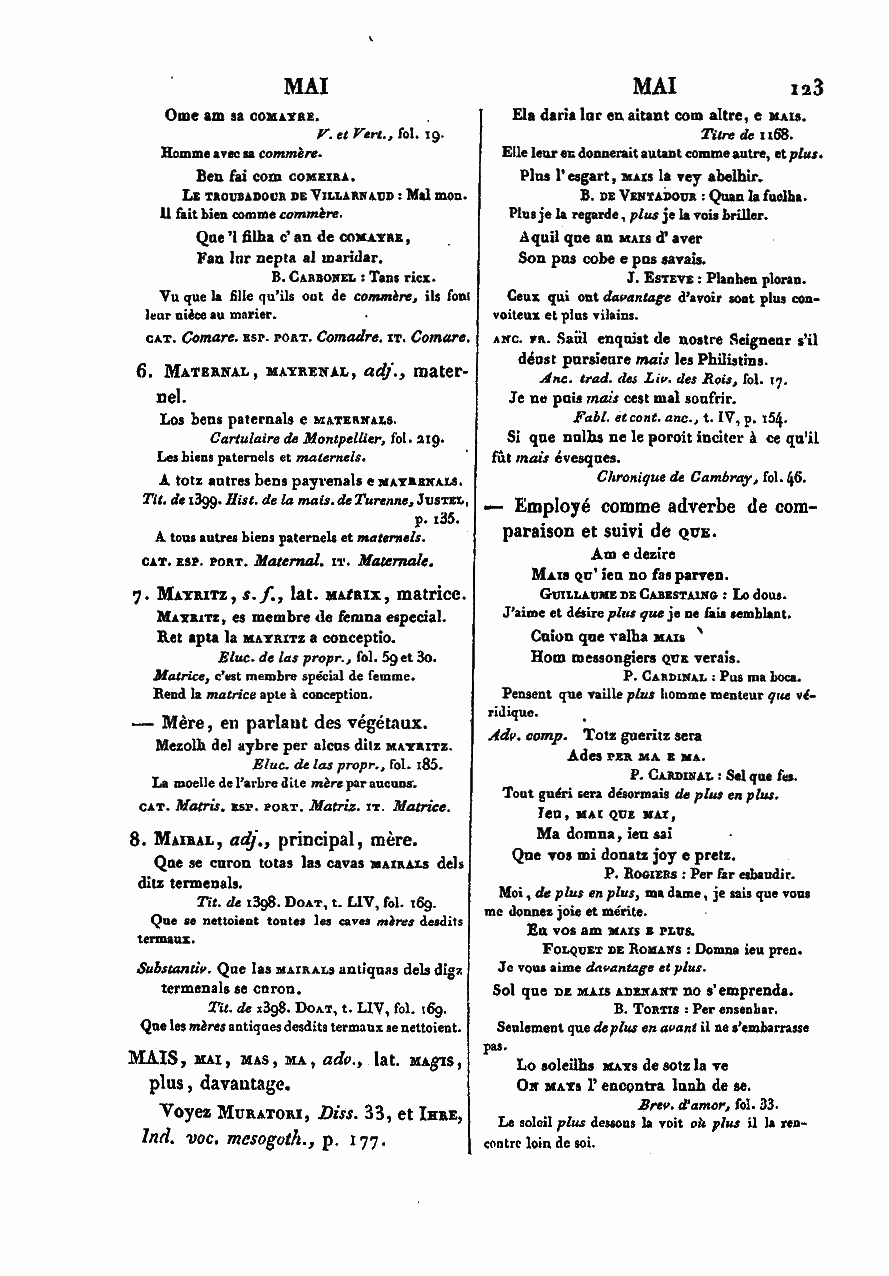 MAI
Ome am sa COMAYRE.
V. et Vert., fol. 19.
Homme avec sa commère.
Ben fai com COMEIRA.
LE TROUBADOUR DE VILLARNAUD : Mal mon.
Il fait bien comme commère.
Que 'l filha c' an de COMAYRE,
Fan lur nepta al maridar.
B. CARBONEL : Tans ricx.
Vu que la fille qu'ils ont de commère, ils font
leur nièce au marier.
CAT. Comare. ESP. PORT. Comadre. IT. Comare.
6. MATERNAL, MAYRENAL, adj., mater-
nel.
Los bens paternals e MATERNALS.
Cartulaire de Montpellier, fol. 219.
Les biens paternels et maternels.
A totz autres bens payrenals e MAYRENALS.
Tit. de 1399. Hist. de la mais. de Turenne, JUSTEL,
p. 135.
A tous autres biens paternels et maternels.
CAT. ESP. PORT. Maternal. IT. Maternale.
7. MAYRITZ, s. f., lat. MATRIX, matrice.
MAYRITZ, es membre de femna especial.
Ret apta la MAYRITZ a conceptio.
Eluc. de las propr., fol. 59 et 30.
Matrice, c'est membre spécial de femme.
Rend la matrice apte à conception.
— Mère, en parlant des végétaux.
Mezolh del aybre per alcus ditz MAYRITZ.
Eluc. de las propr., fol. 185.
La moelle de l'arbre dite mère par aucuns.
CAT. Matris. ESP. PORT. Matriz. IT. Matrice.
8. MAIRAL, adj., principal, mère.
Que se curon totas las cavas MAIRALS dels
ditz termenals.
Tit. de 1398. DOAT, t. LIV, fol. 169.
Que se nettoient toutes les caves mères desdits
termaux.
Substantiv. Que las MAIRALS antiquas dels digz
termenals se curon.
Tit. de 1398. DOAT, t. LIV, fol. 169.
Que les mères antiques desdits termaux se nettoient.
MAIS, MAI, MAS, MA, adv., lat. MAGIS,
plus, davantage.
Voyez MURATORI, Diss. 33, et IHRE,
Ind. voc. mesogoth., p. 177.
MAI 123
Ela daria lur en aitant com altre, e MAIS.
Titre de 1168.
Elle leur en donnerait autant comme autre, et plus.
Plus l' esgart, MAIS la vey abelhir.
B. DE VENTADOUR : Quan la fuelha.
Plus je la regarde, plus je la vois briller.
Aquil que an MAIS d' aver
Son pus cobe e pus savais.
J. ESTEVE : Planhen ploran.
Ceux qui ont davantage d'avoir sont plus con-
voiteux et plus vilains.
ANC. FR. Saül enquist de nostre Seigneur s'il
déust pursieure mais les Philistins.
Anc. trad. des Liv. des Rois, fol. 17.
Je ne puis mais cest mal soufrir.
Fabl. et cont. anc., t. IV, p. 154.
Si que nulhs ne le poroit inciter à ce qu'il
fût mais évesques.
Chronique de Cambray, fol. 46.
— Employé comme adverbe de com-
paraison et suivi de QUE.
Am e dezire
MAIS QU' ieu no fas parven.
GUILLAUME DE CABESTAING : Lo dous.
J'aime et désire plus que je ne fais semblant.
Cuion que valha MAIS
Hom messongiers QUE verais.
P. CARDINAL : Pus ma boca.
Pensent que vaille plus homme menteur que vé-
ridique.
Adv. comp. Totz gueritz sera
Ades PER MA E MA.
P. CARDINAL : Sel que fes.
Tout guéri sera désormais de plus en plus.
Ieu, MAI QUE MAI,
Ma domna, ieu sai
Que vos mi donatz joy e pretz.
P. ROGIERS : Per far esbaudir.
Moi, de plus en plus, ma dame, je sais que vous
me donnez joie et mérite.
Eu vos am MAIS E PLUS.
FOLQUET DE ROMANS : Domna ieu pren.
Je vous aime davantage et plus.
Sol que DE MAIS ADENANT no s' emprenda.
B. TORTIS : Per ensenhar.
Seulement que de plus en avant il ne s'embarrasse
pas.
Lo soleilhs MAYS de sotz la ve
ON MAYS l' encontra lunh de se.
Brev. d'amor, fol. 33.
Le soleil plus dessous la voit où plus il la ren-
contre loin de soi.